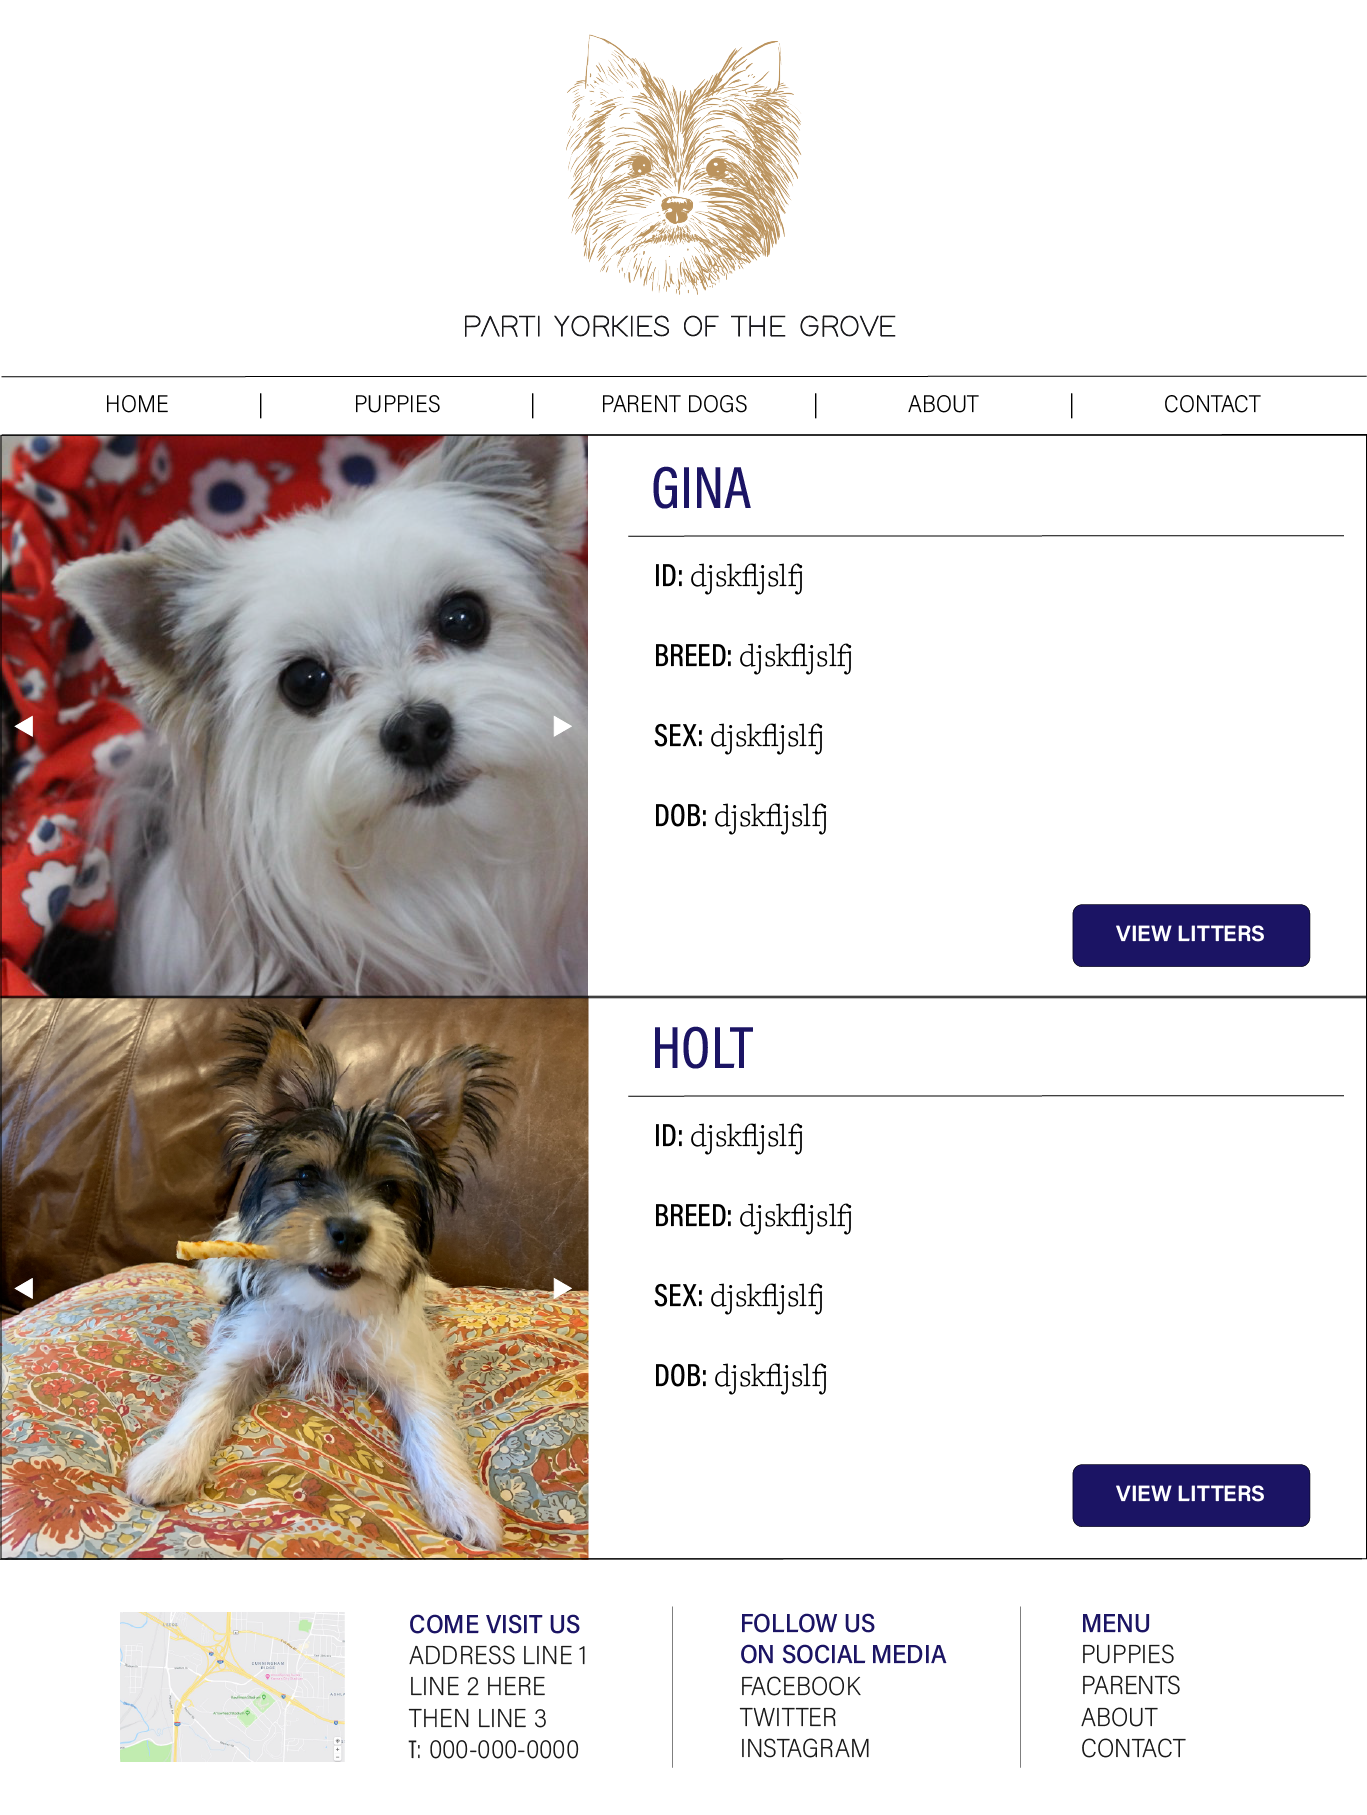 PARTI YORKIES OF THE GROVE
HOME | PUPPIES | PARENT DOGS | ABOUT | CONTACT
GINA
ID: djskfljslfj
BREED: djskfljslfj
SEX: djskfljslfj
DOB: djskfljslfj
VIEW LITTERS
HOLT
ID: djskfljslfj
BREED: djskfljslfj
SEX: djskfljslfj
DOB: djskfljslfj
VIEW LITTERS
COME VISIT US
ADDRESS LINE 1
LINE 2 HERE
THEN LINE 3
T: 000-000-0000
FOLLOW US
ON SOCIAL MEDIA
FACEBOOK
TWITTER
INSTAGRAM
MENU
PUPPIES
PARENTS
ABOUT
CONTACT